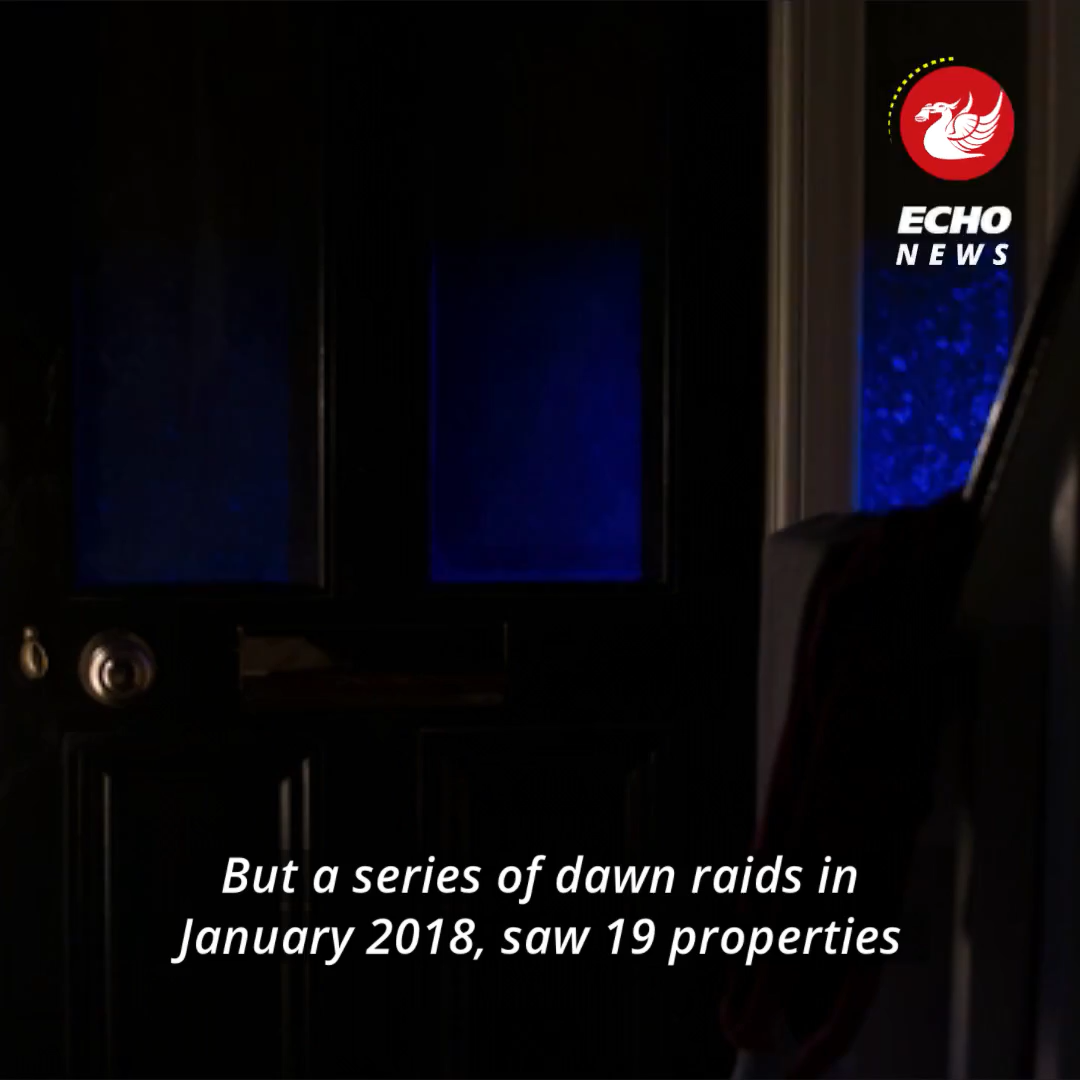 ECHO
NEWS
But a series of dawn raids in
January 2018, saw 19 properties